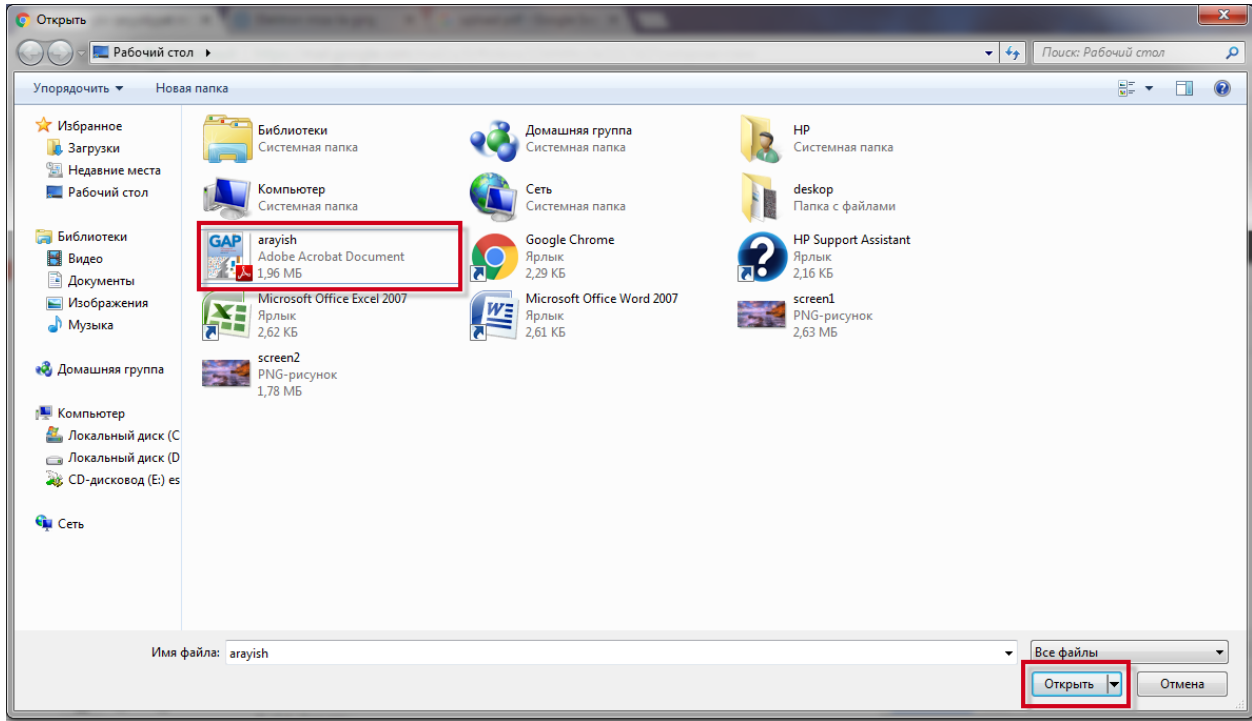 Открыть
Рабочий стол
Поиск: Рабочий стол
Упорядочить
Новая папка
Избранное
Загрузки
Недавние места
Рабочий стол
Библиотеки
Видео
Документы
Изображения
Музыка
Домашняя группа
Компьютер
Локальный диск (C
Локальный диск (D
CD-дисковод (E:) es
Сеть
Библиотеки
Системная папка
Домашняя группа
Системная папка
HP
Системная папка
Компьютер
Системная папка
Сеть
Системная папка
deskop
Папка с файлами
GAP
arayish
Adobe Acrobat Document
1,96 МБ
Google Chrome
Ярлык
2,29 КБ
HP Support Assistant
Ярлык
2,16 КБ
Microsoft Office Excel 2007
Ярлык
2,62 КБ
Microsoft Office Word 2007
Ярлык
2,61 КБ
screen1
PNG-рисунок
2,63 МБ
screen2
PNG-рисунок
1,78 МБ
Имя файла: arayish
Все файлы
Открыть
Отмена